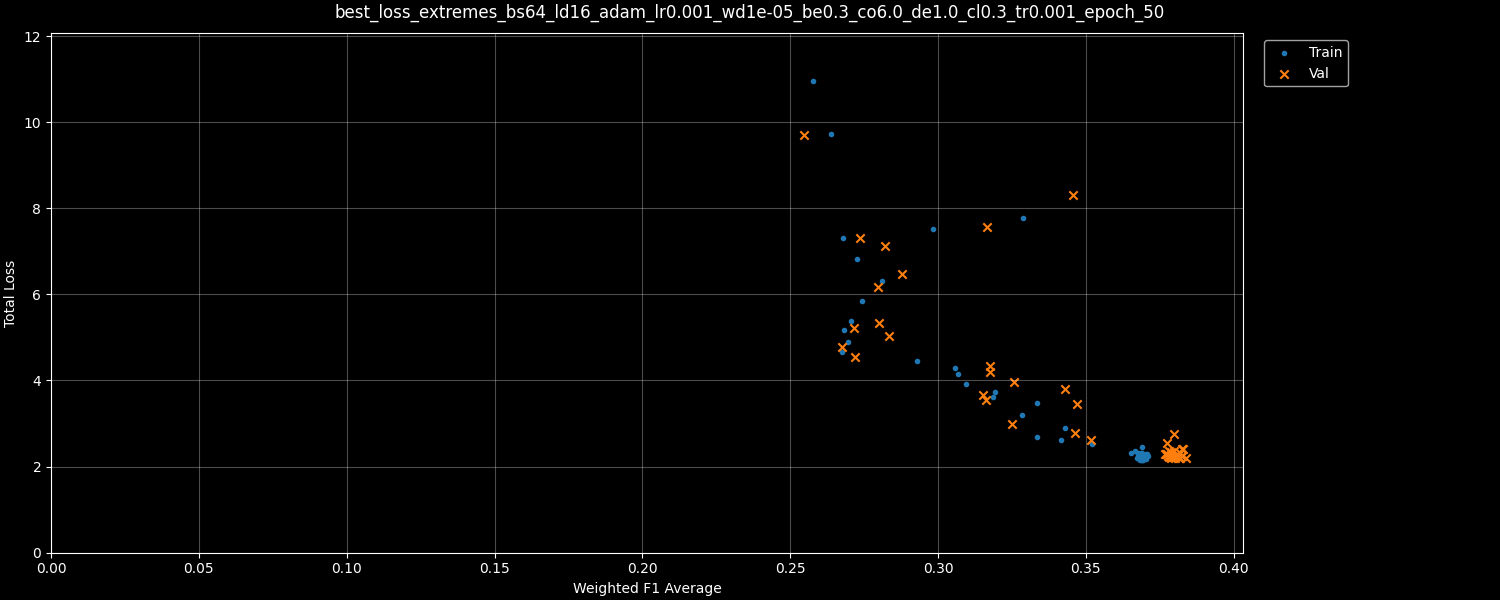 best_loss_extremes_bs64_ld16_adam_lr0.001_wd1e-05_be0.3_co6.0_de1.0_cl0.3_tr0.001_epoch_50
Train
Val
12
10
8
6
4
2
0
Total Loss
0.00 0.05 0.10 0.15 0.20 0.25 0.30 0.35 0.40
Weighted F1 Average